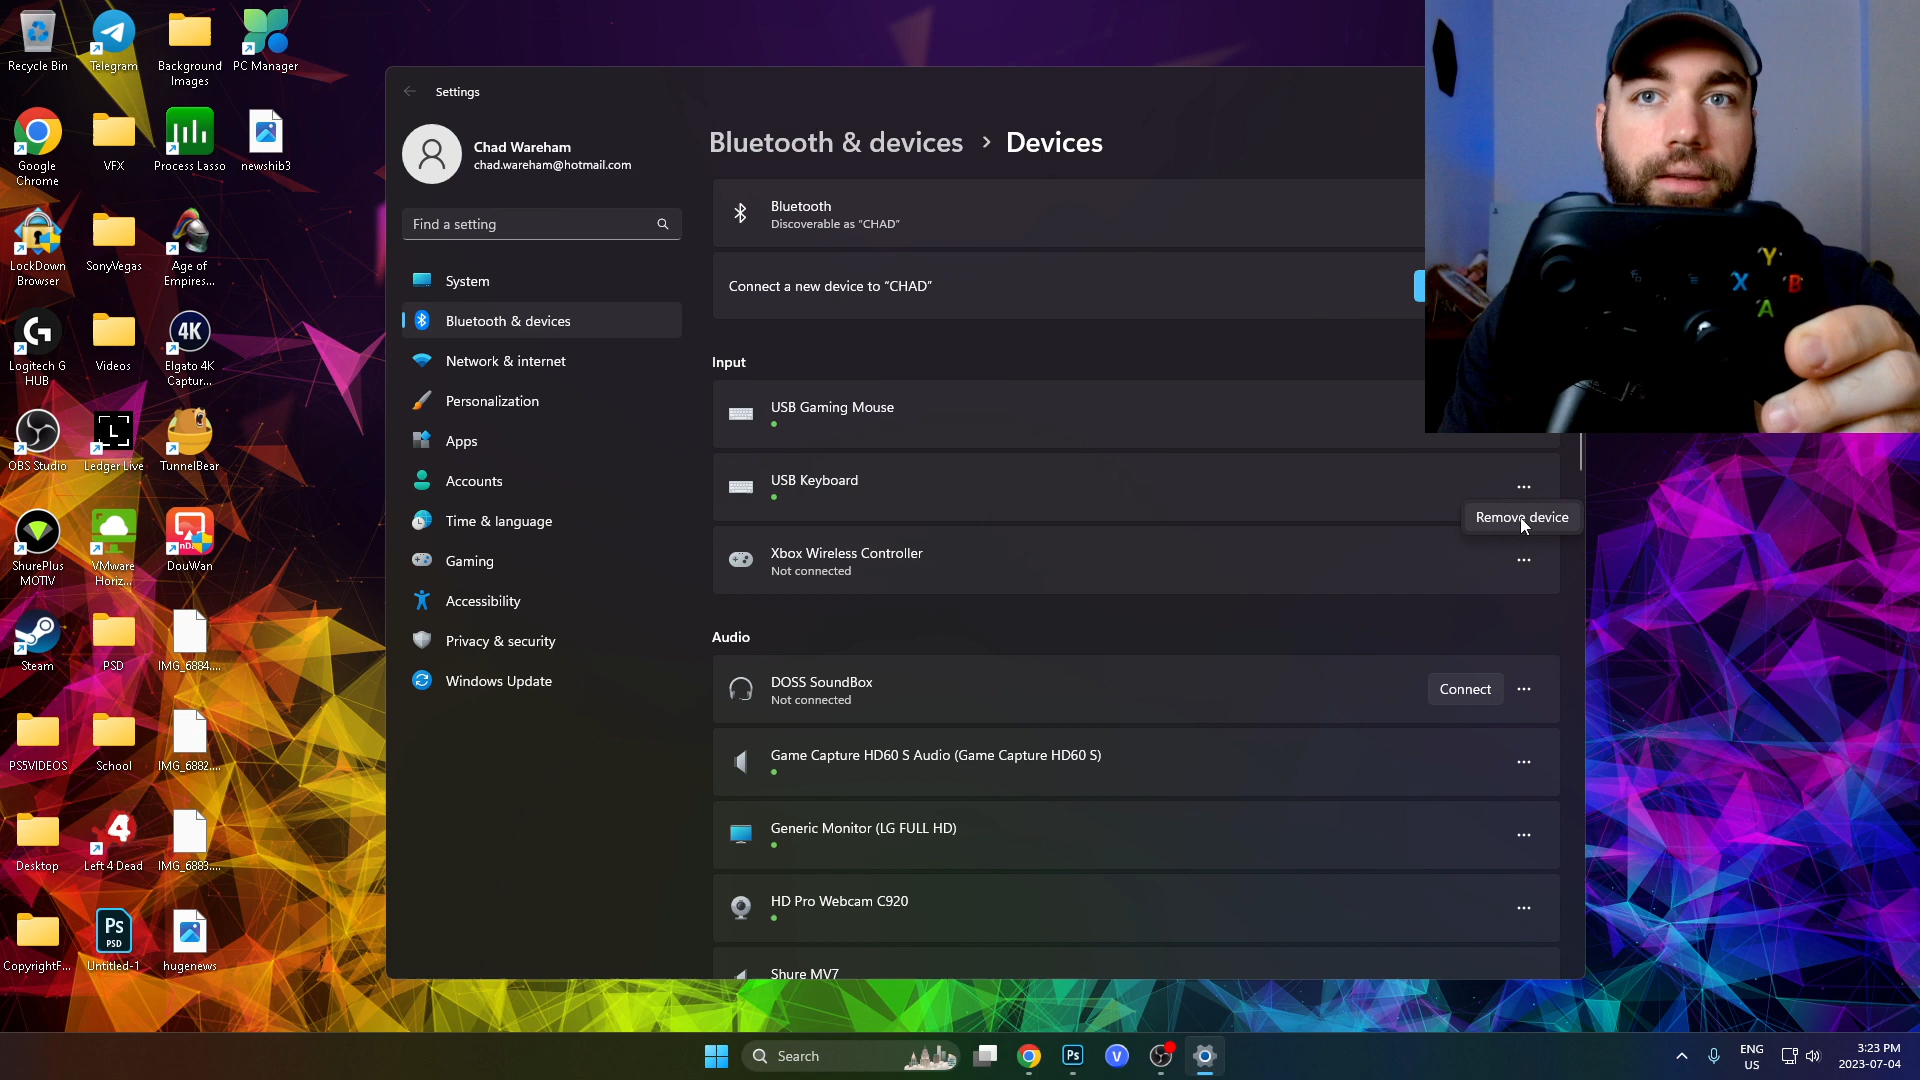 Recycle Bin
Telegram
Background
Images
PC Manager
Google
Chrome
VFX
Process Lasso
newshib3
LockDown
Browser
SonyVegas
Age of
Empires...
Logitech G
HUB
Videos
4K
Elgato 4K
Captur...
OBS Studio
Ledger Live
TunnelBear
ShurePlus
MOTIV
VMware
Horiz...
DouWan
Steam
PSD
IMG_6884....
PS5VIDEOS
School
IMG_6882....
Desktop
Left 4 Dead
IMG_6883....
CopyrightF...
Ps
PSD
Untitled-1
hugenews
Settings
Chad Wareham
chad.wareham@hotmail.com
Find a setting
System
Bluetooth & devices
Network & internet
Personalization
Apps
Accounts
Time & language
Gaming
Accessibility
Privacy & security
Windows Update
Bluetooth & devices > Devices
Bluetooth
Discoverable as "CHAD"
Connect a new device to "CHAD"
Input
USB Gaming Mouse
USB Keyboard
Remove device
Xbox Wireless Controller
Not connected
Audio
DOSS SoundBox
Not connected
Connect
Game Capture HD60 S Audio (Game Capture HD60 S)
Generic Monitor (LG FULL HD)
HD Pro Webcam C920
Shure MV7
Y
X
B
A
Search
Ps
V
ENG
US
3:23 PM
2023-07-04